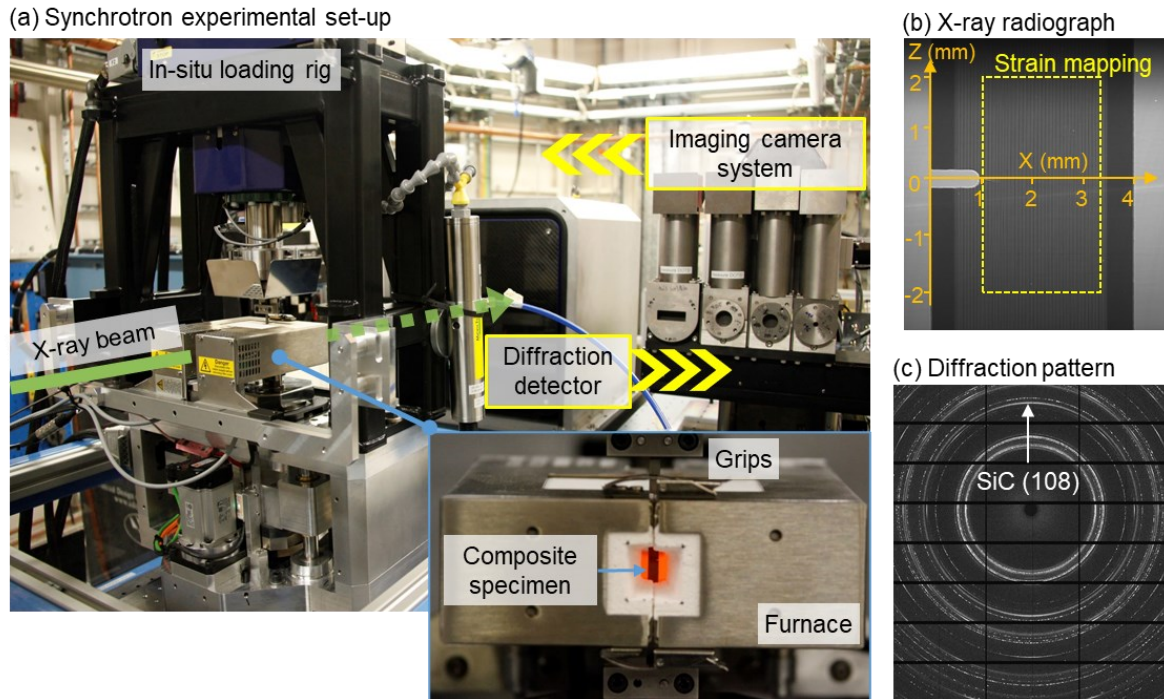 (a) Synchrotron experimental set-up
In-situ loading rig
Imaging camera
system
X-ray beam
Diffraction
detector
Grips
Composite
specimen
Furnace
(b) X-ray radiograph
Z (mm)
Strain mapping
2
1
X (mm)
0
1
2
3
4
-1
-2
(c) Diffraction pattern
SiC (108)